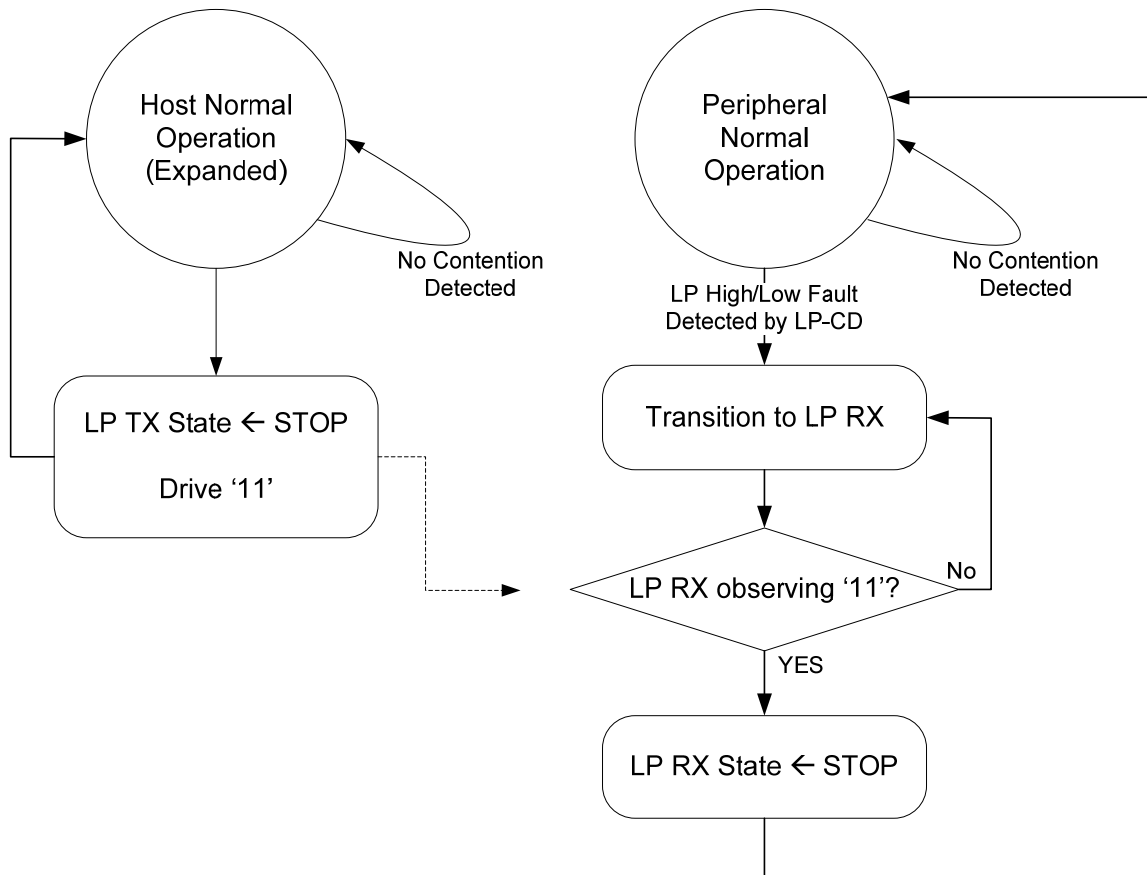 Host Normal
Operation
(Expanded)
No Contention
Detected
LP TX State ← STOP
Drive ‘11’
Peripheral
Normal
Operation
No Contention
Detected
LP High/Low Fault
Detected by LP-CD
Transition to LP RX
LP RX observing ‘11’?
No
YES
LP RX State ← STOP